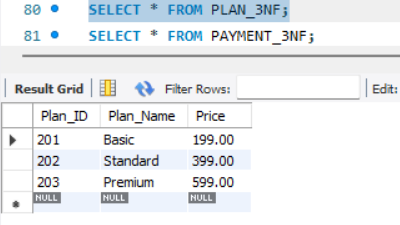 80 SELECT * FROM PLAN_3NF;
81 SELECT * FROM PAYMENT_3NF;
Result Grid Filter Rows: Edit:
Plan_ID Plan_Name Price
201 Basic 199.00
202 Standard 399.00
203 Premium 599.00
NULL NULL NULL